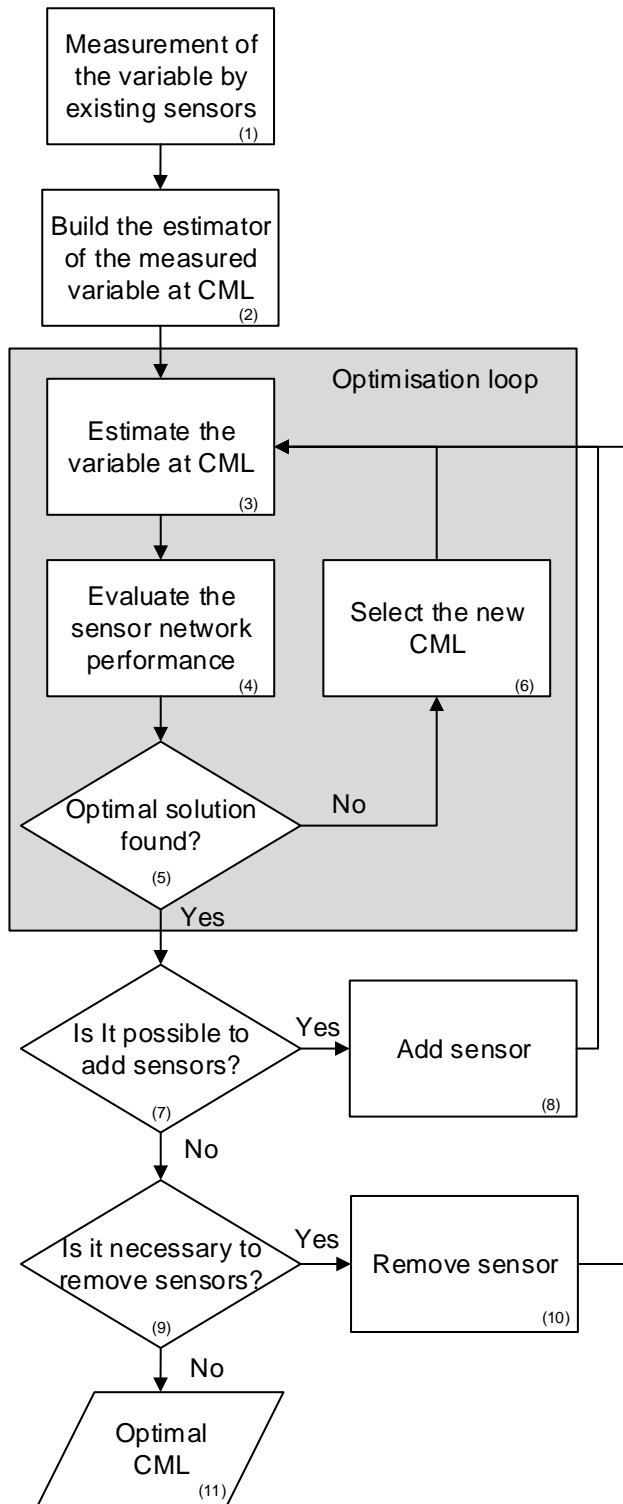 Measurement of
the variable by
existing sensors
(1)
Build the estimator
of the measured
variable at CML
(2)
Optimisation loop
Estimate the
variable at CML
(3)
Evaluate the
sensor network
performance
(4)
Select the new
CML
(6)
Optimal solution
found?
(5)
No
Yes
Is It possible to
add sensors?
(7)
Yes
Add sensor
(8)
No
Is it necessary to
remove sensors?
(9)
Yes
Remove sensor
(10)
No
Optimal
CML
(11)